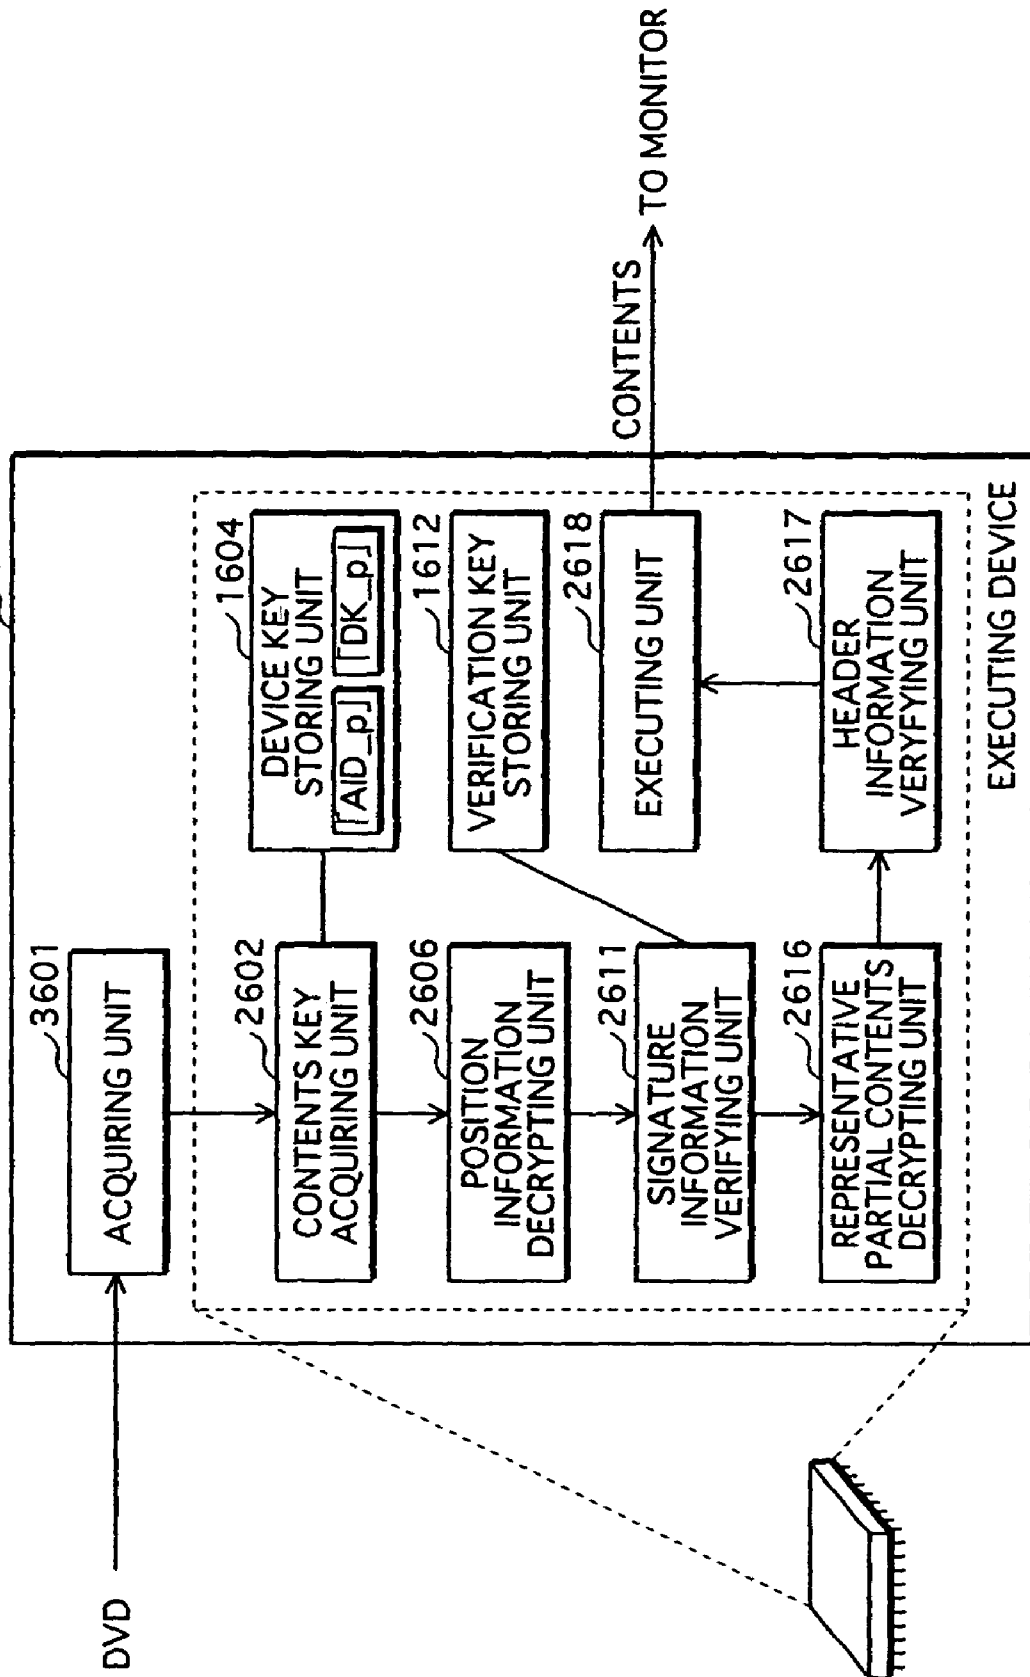 DVD
3601
ACQUIRING UNIT
2602
CONTENTS KEY
ACQUIRING UNIT
1604
DEVICE KEY
STORING UNIT
「AID_p」
「DK_p」
2606
POSITION
INFORMATION
DECRYPTING UNIT
1612
VERIFICATION KEY
STORING UNIT
2611
SIGNATURE
INFORMATION
VERIFYING UNIT
2618
EXECUTING UNIT
CONTENTS
TO MONITOR
2616
REPRESENTATIVE
PARTIAL CONTENTS
DECRYPTING UNIT
2617
HEADER
INFORMATION
VERYFYING UNIT
EXECUTING DEVICE